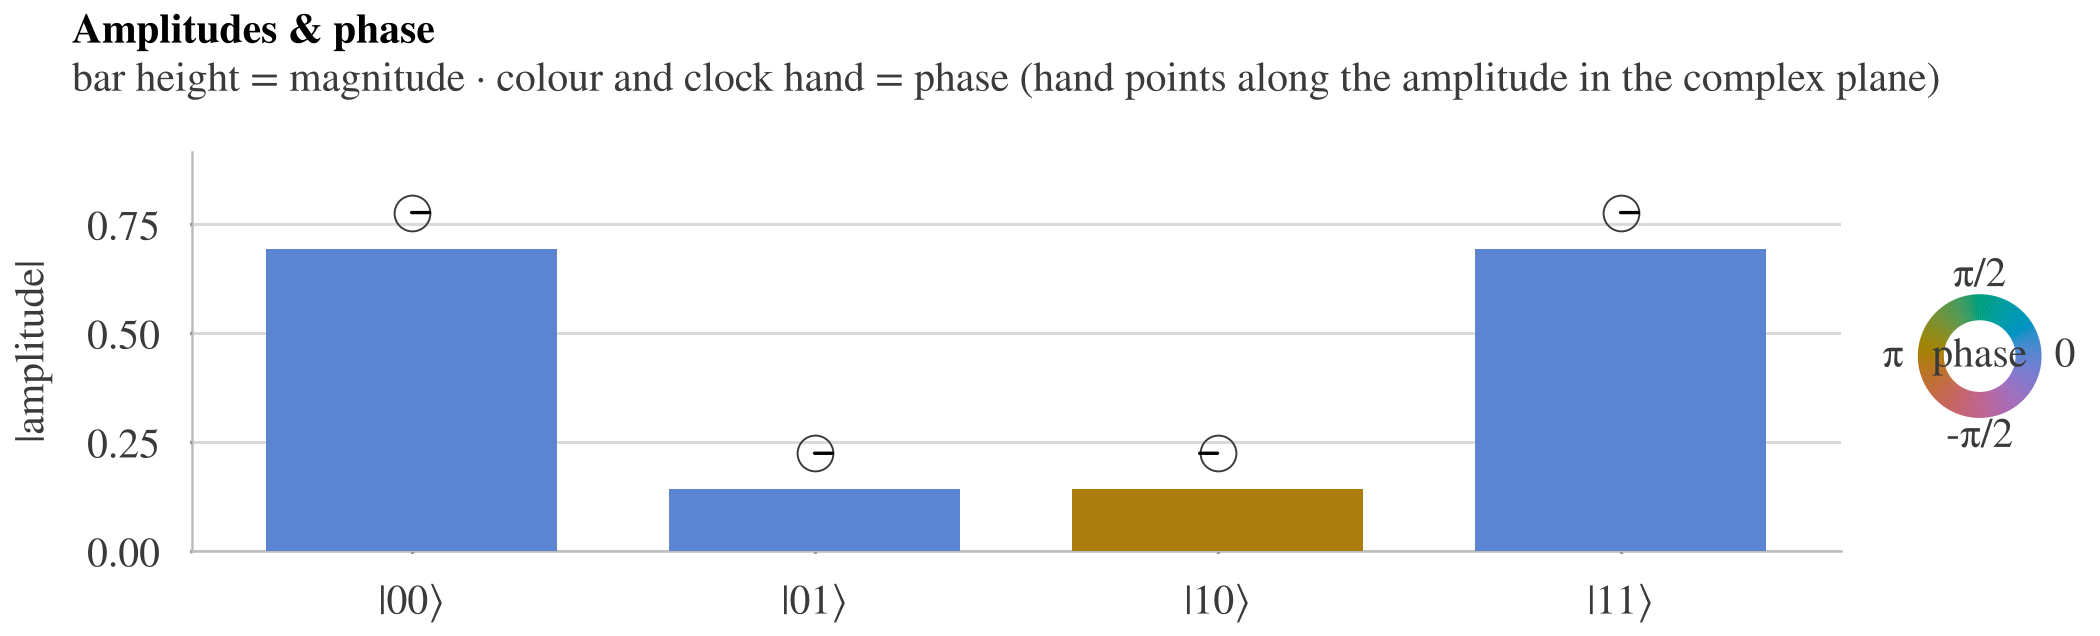 Amplitudes & phase
bar height = magnitude · colour and clock hand = phase (hand points along the amplitude in the complex plane)
|amplitude|
0.75
0.50
0.25
0.00
|00⟩
|01⟩
|10⟩
|11⟩
π/2
π
phase
0
-π/2